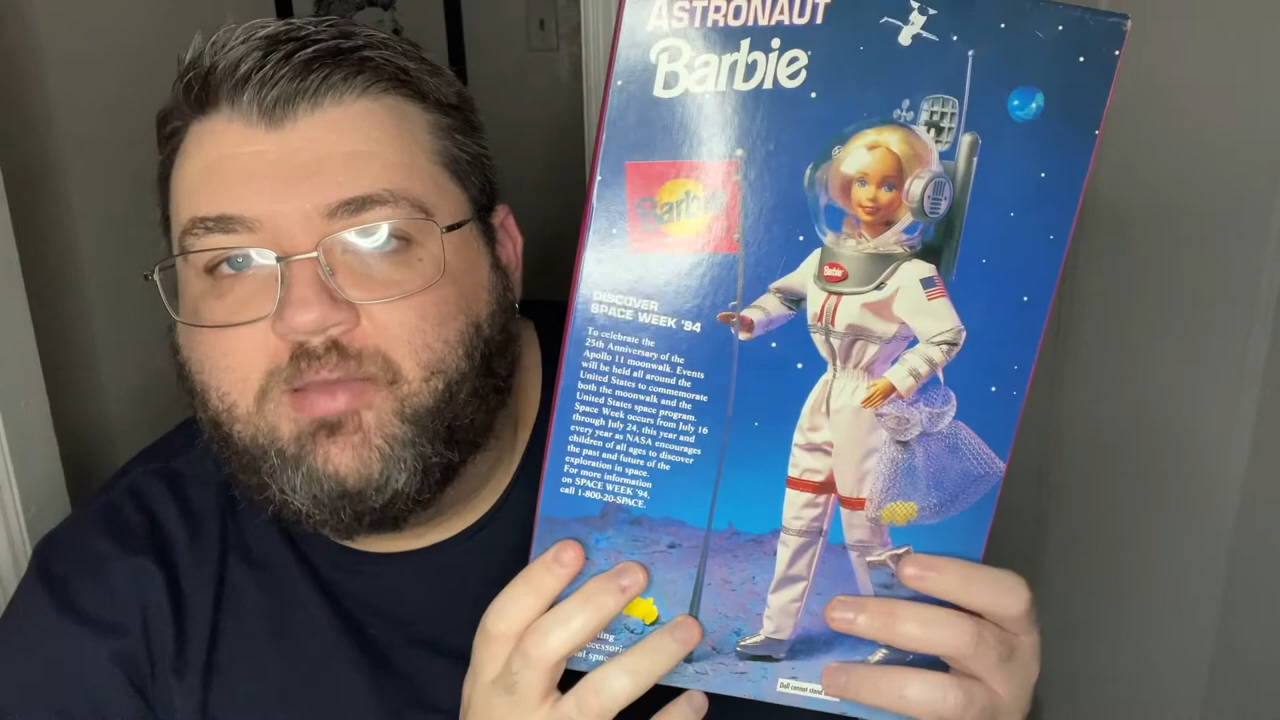 ASTRONAUT
Barbie
Barbie
Barbie
DISCOVER
SPACE WEEK '94
To celebrate the
25th Anniversary of the
Apollo 11 moonwalk. Events
will be held all around the
United States to commemorate
both the moonwalk and the
United States space program.
Space Week occurs from July 16
through July 24, this year and
every year as NASA encourages
children of all ages to discover
the past and future of the
exploration in space.
For more information
on SPACE WEEK '94,
call 1-800-20-SPACE.
Doll cannot stand